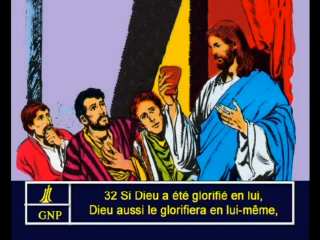 32 Si Dieu a été glorifié en lui,
Dieu aussi le glorifiera en lui-même,
GNP